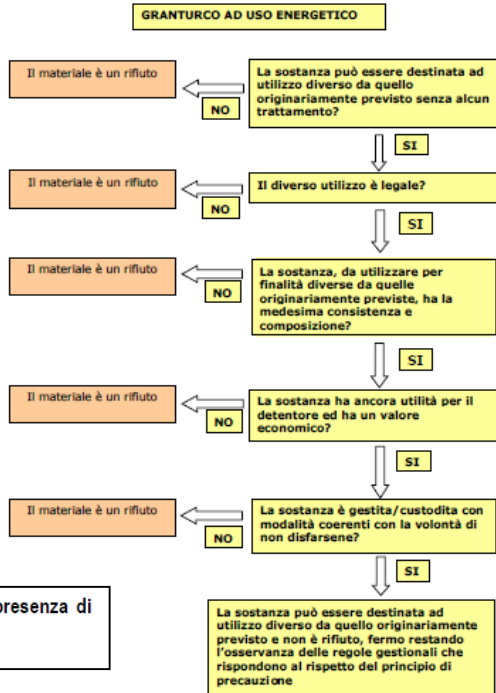 GRANTURCO AD USO ENERGETICO
Il materiale è un rifiuto
NO
La sostanza può essere destinata ad
utilizzo diverso da quello
originariamente previsto senza alcun
trattamento?
SI
Il materiale è un rifiuto
NO
Il diverso utilizzo è legale?
SI
Il materiale è un rifiuto
NO
La sostanza, da utilizzare per
finalità diverse da quelle
originariamente previste, ha la
medesima consistenza e
composizione?
SI
Il materiale è un rifiuto
NO
La sostanza ha ancora utilità per il
detentore ed ha un valore
economico?
SI
Il materiale è un rifiuto
NO
La sostanza è gestita/custodita con
modalità coerenti con la volontà di
non disfarsene?
SI
presenza di
La sostanza può essere destinata ad
utilizzo diverso da quello originariamente
previsto e non è rifiuto, fermo restando
l'osservanza delle regole gestionali che
rispondono al rispetto del principio di
precauzione